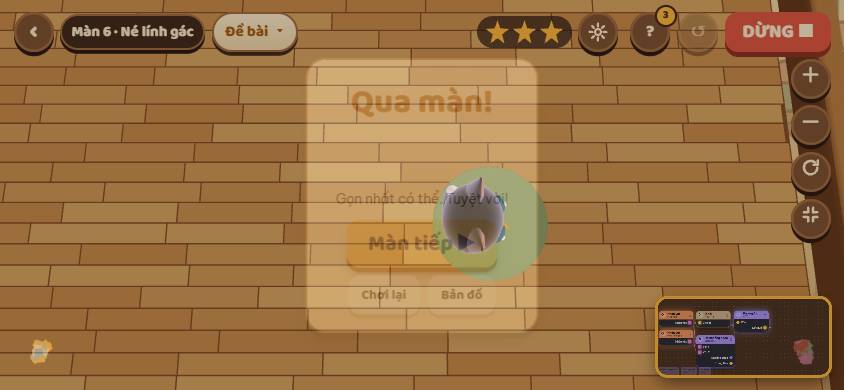 Màn 6 · Né lính gác
Đề bài
3
?
DỪNG
Qua màn!
Gọn nhất có thể. Tuyệt vời!
Màn tiếp
Chơi lại
Bản đồ